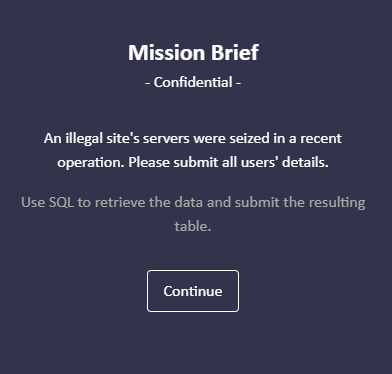 Mission Brief
- Confidential -
An illegal site's servers were seized in a recent
operation. Please submit all users' details.
Use SQL to retrieve the data and submit the resulting
table.
Continue